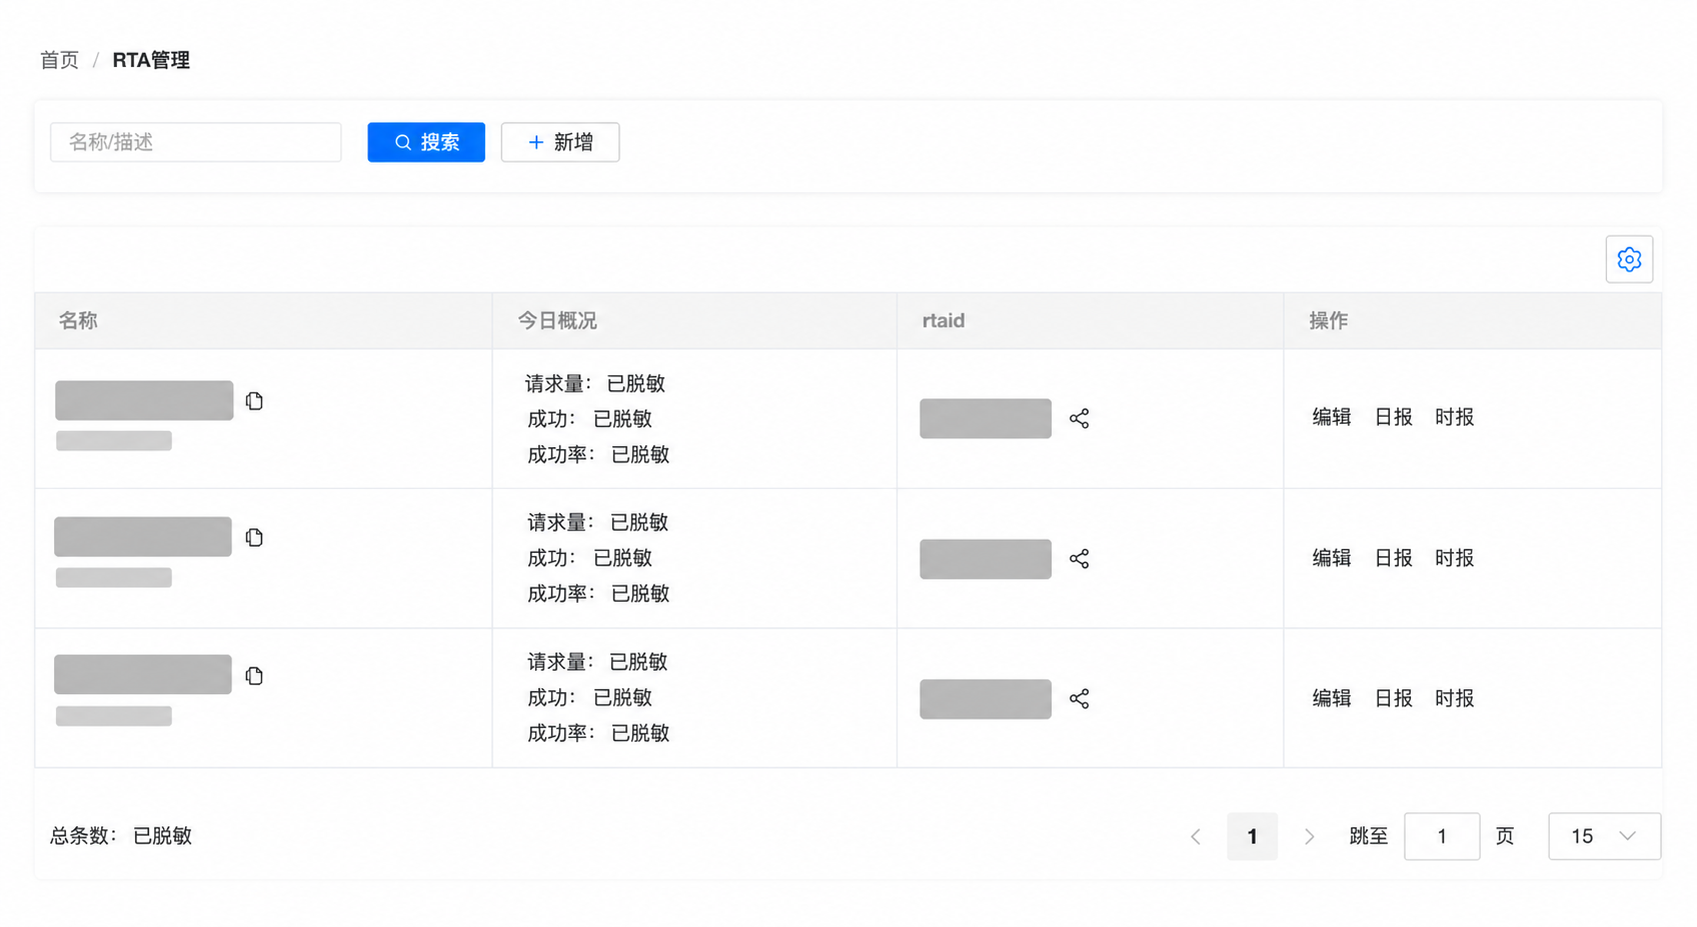 首页 / RTA管理
名称/描述 搜索 新增
名称 今日概况 rtaid 操作
请求量： 已脱敏
成功： 已脱敏
成功率： 已脱敏
编辑 日报 时报
请求量： 已脱敏
成功： 已脱敏
成功率： 已脱敏
编辑 日报 时报
请求量： 已脱敏
成功： 已脱敏
成功率： 已脱敏
编辑 日报 时报
总条数： 已脱敏 1 跳至 1 页 15